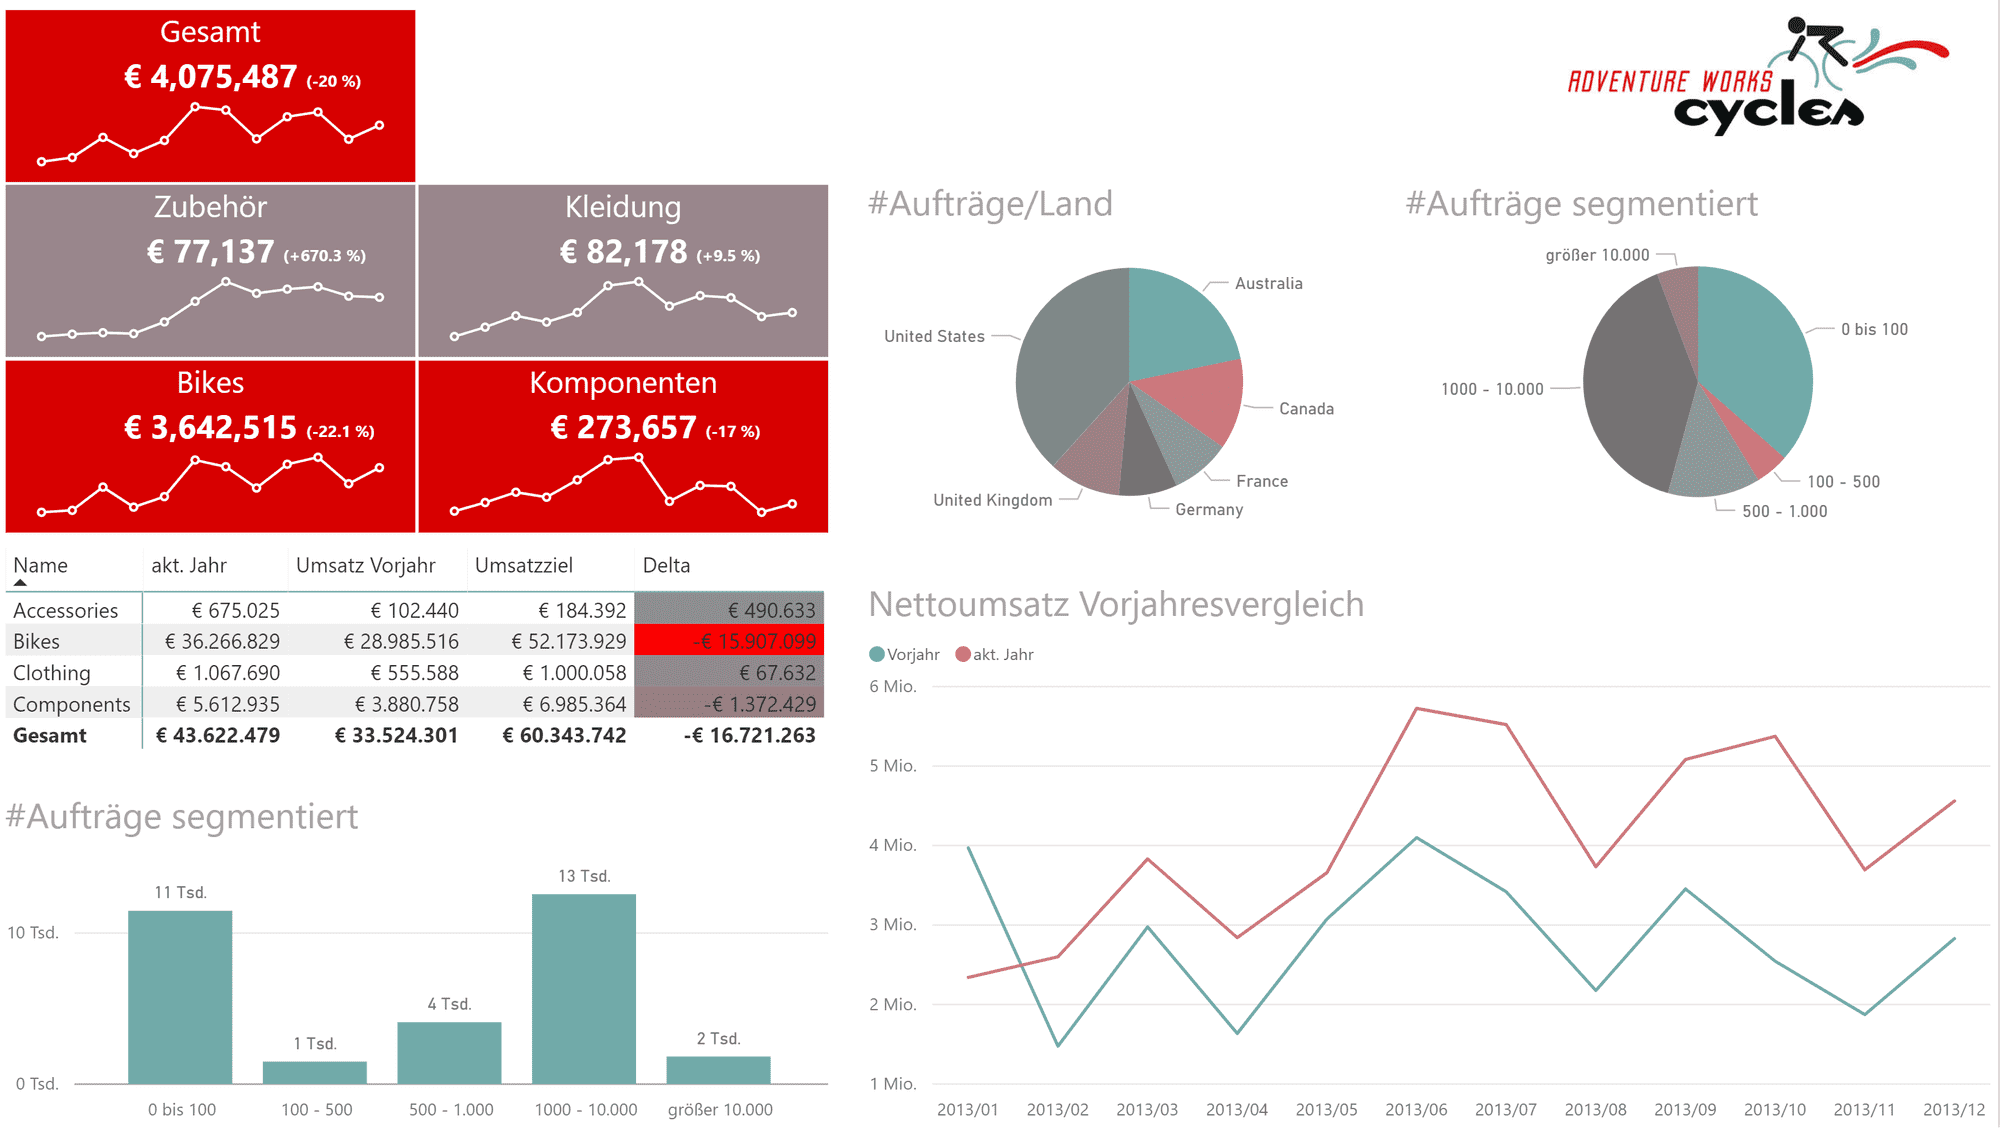 Gesamt
€ 4,075,487 (-20 %)
ADVENTURE WORKS
cycles
Zubehör
€ 77,137 (+670.3 %)
Kleidung
€ 82,178 (+9.5 %)
Bikes
€ 3,642,515 (-22.1 %)
Komponenten
€ 273,657 (-17 %)
Name akt. Jahr Umsatz Vorjahr Umsatzziel Delta
Accessories € 675.025 € 102.440 € 184.392 € 490.633
Bikes € 36.266.829 € 28.985.516 € 52.173.929 -€ 15.907.099
Clothing € 1.067.690 € 555.588 € 1.000.058 € 67.632
Components € 5.612.935 € 3.880.758 € 6.985.364 -€ 1.372.429
Gesamt € 43.622.479 € 33.524.301 € 60.343.742 -€ 16.721.263
#Aufträge segmentiert
13 Tsd.
11 Tsd.
10 Tsd.
4 Tsd.
1 Tsd.
2 Tsd.
0 Tsd.
0 bis 100 100 - 500 500 - 1.000 1000 - 10.000 größer 10.000
#Aufträge/Land
Australia
United States
Canada
France
United Kingdom
Germany
#Aufträge segmentiert
größer 10.000
0 bis 100
1000 - 10.000
100 - 500
500 - 1.000
Nettoumsatz Vorjahresvergleich
Vorjahr akt. Jahr
6 Mio.
5 Mio.
4 Mio.
3 Mio.
2 Mio.
1 Mio.
2013/01 2013/02 2013/03 2013/04 2013/05 2013/06 2013/07 2013/08 2013/09 2013/10 2013/11 2013/12